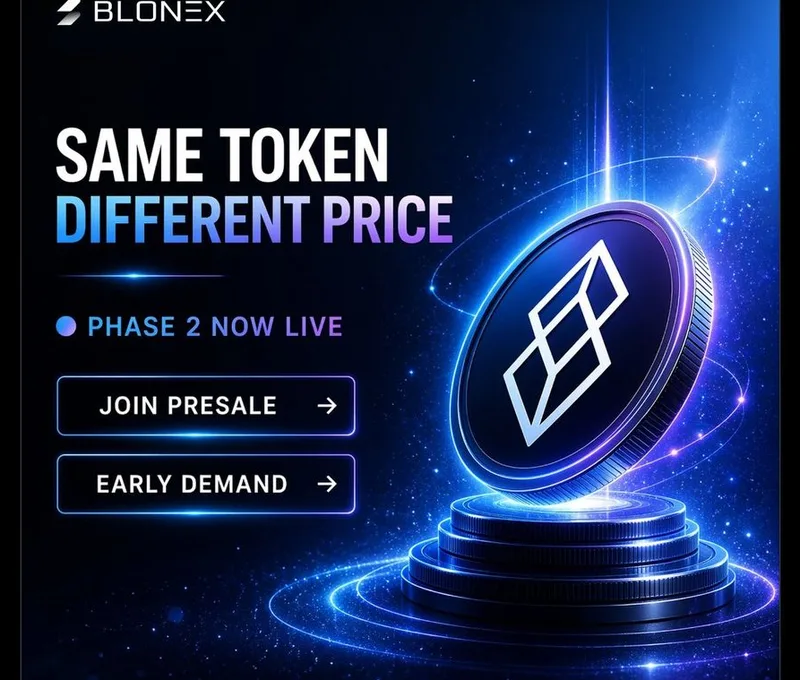 BLONEX
SAME TOKEN
DIFFERENT PRICE
PHASE 2 NOW LIVE
JOIN PRESALE →
EARLY DEMAND →